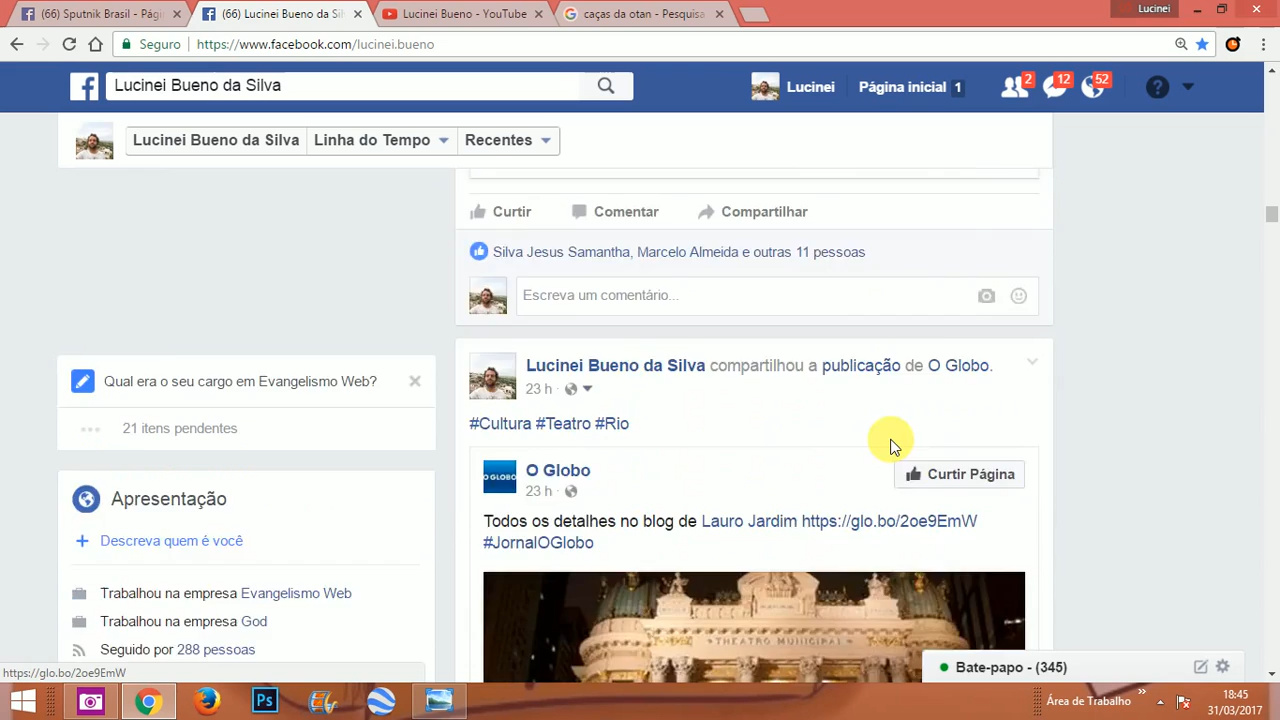 (66) Sputnik Brasil - Pági
(66) Lucinei Bueno da Sil
Lucinei Bueno - YouTube
caças da otan - Pesquisa
Lucinei
Seguro
https://www.facebook.com/lucinei.bueno
Lucinei Bueno da Silva
Lucinei
Página inicial 1
2
12
52
Lucinei Bueno da Silva
Linha do Tempo
Recentes
Curtir
Comentar
Compartilhar
Silva Jesus Samantha, Marcelo Almeida e outras 11 pessoas
Escreva um comentário...
Lucinei Bueno da Silva compartilhou a publicação de O Globo.
23 h
#Cultura #Teatro #Rio
Qual era o seu cargo em Evangelismo Web?
21 itens pendentes
O GLOBO
O Globo
23 h
Curtir Página
Todos os detalhes no blog de Lauro Jardim https://glo.bo/2oe9EmW
#JornalOGlobo
Apresentação
Descreva quem é você
Trabalhou na empresa Evangelismo Web
Trabalhou na empresa God
Seguido por 288 pessoas
THEATRO MUNICIPAL
Bate-papo - (345)
https://glo.bo/2oe9EmW
Ps
Área de Trabalho
18:45
31/03/2017